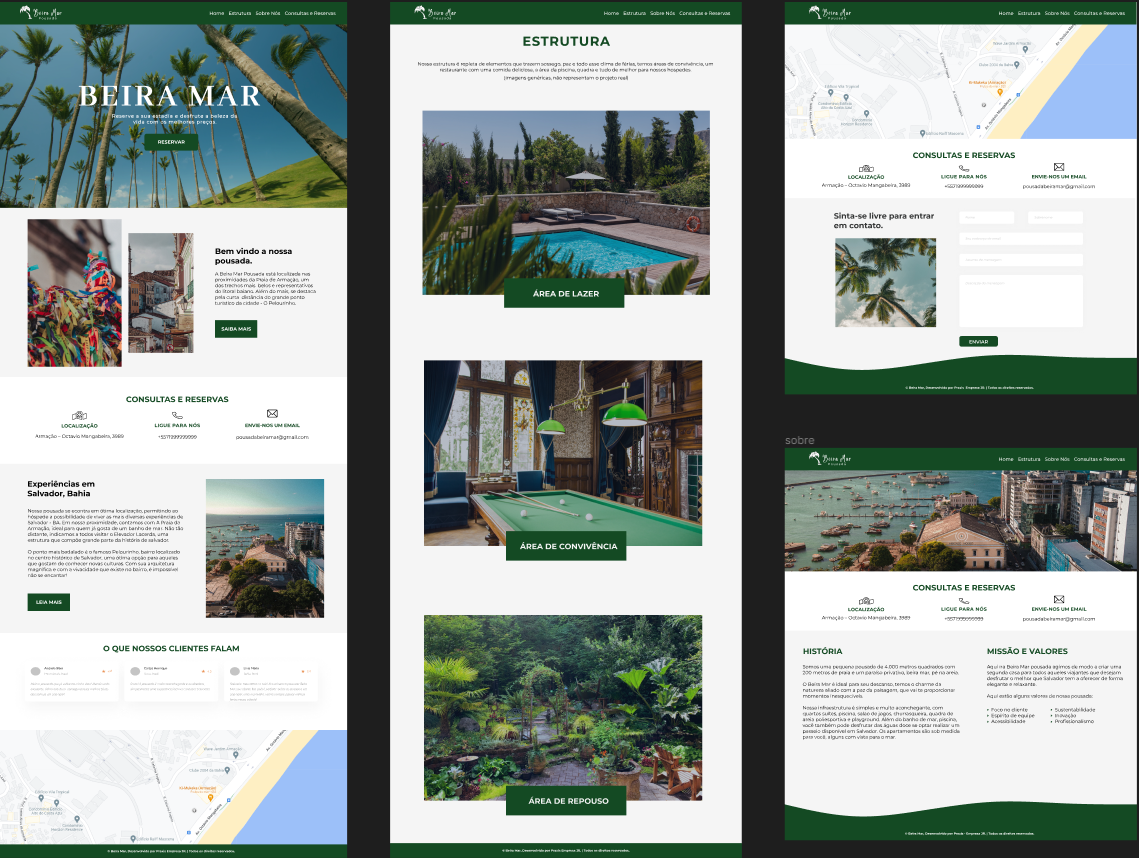 Beira Mar
Pousada
Home Estrutura Sobre Nós Consultas e Reservas
BEIRA MAR
Reserve a sua estadia e desfrute a beleza da
vida com os melhores preços.
RESERVAR
Bem vindo a nossa
pousada.
A Beira Mar Pousada está localizada nas
proximidades da Praia de Armação, um
dos trechos mais belos e representativos
do litoral baiano. Além do mais, se destaca
pela curta distância do grande ponto
turístico da cidade - O Pelourinho.
SAIBA MAIS
CONSULTAS E RESERVAS
LOCALIZAÇÃO
Armação – Octavio Mangabeira, 3989
LIGUE PARA NÓS
+5571999999999
ENVIE-NOS UM EMAIL
pousadabeiramar@gmail.com
Experiências em
Salvador, Bahia
Nossa pousada se econtra em ótima localização, permitindo ao
hóspede a possibilidade de viver as mais diversas experiências de
Salvador - BA. Em nossa proximidade, contamos com A Praia de
Armação, ideal para quem já gosta de um banho de mar. Não tão
distante, indicamos a todos visitar o Elevador Lacerda, uma
estrutura que compõe grande parte da história de salvador.
O ponto mais badalado é o famoso Pelourinho, bairro localizado
no centro histórico de Salvador, uma ótima opção para aqueles
que gostam de conhecer novas culturas. Com sua arquitetura
magnífica e com a vivacidade que existe no bairro, é impossível
não se encantar!
LEIA MAIS
O QUE NOSSOS CLIENTES FALAM
© Beira Mar, Desenvolvido por Praxis Empresa JR. | Todos os direitos reservados.
Beira Mar
Pousada
Home Estrutura Sobre Nós Consultas e Reservas
ESTRUTURA
Nossa estrutura é repleta de elementos que trazem sossego, paz e todo esse clima de férias, temos áreas de convivência, um
restaurante com uma comida deliciosa, a área da piscina, quadra e tudo de melhor para nossos hóspedes.
(Imagens genéricas, não representam o projeto real)
ÁREA DE LAZER
ÁREA DE CONVIVÊNCIA
ÁREA DE REPOUSO
© Beira Mar, Desenvolvido por Praxis Empresa JR. | Todos os direitos reservados.
Beira Mar
Pousada
Home Estrutura Sobre Nós Consultas e Reservas
CONSULTAS E RESERVAS
LOCALIZAÇÃO
Armação – Octavio Mangabeira, 3989
LIGUE PARA NÓS
+5571999999999
ENVIE-NOS UM EMAIL
pousadabeiramar@gmail.com
Sinta-se livre para entrar
em contato.
ENVIAR
© Beira Mar, Desenvolvido por Praxis - Empresa JR. | Todos os direitos reservados.
sobre
Beira Mar
Pousada
Home Estrutura Sobre Nós Consultas e Reservas
CONSULTAS E RESERVAS
LOCALIZAÇÃO
Armação – Octavio Mangabeira, 3989
LIGUE PARA NÓS
+5571999999999
ENVIE-NOS UM EMAIL
pousadabeiramar@gmail.com
HISTÓRIA
Somos uma pequena pousada de 4.000 metros quadrados com
200 metros de praia e um paraíso privativo, beira mar, pé na areia.
O Beira Mar é ideal para seu descanso, temos o charme da
natureza aliado com a paz da paisagem, que vai te proporcionar
momentos inesquecíveis.
Nossa infraestrutura é simples e muito aconchegante, com
quartos suítes, piscina, salão de jogos, churrasqueira, quadra de
areia poliesportiva e playground. Além do banho de mar, piscina,
você também pode desfrutar das águas doce se optar realizar um
passeio disponível em Salvador. Os apartamentos são sob medida
para você, alguns com vista para o mar.
MISSÃO E VALORES
Aqui na Beira Mar pousada agimos de modo a criar uma
segunda casa para todos aqueles viajantes que desejam
desfrutar o melhor que Salvador tem a oferecer de forma
elegante e relaxante.
Aqui estão alguns valores da nossa pousada:
• Foco no cliente
• Espírito de equipe
• Acessibilidade
• Sustentabilidade
• Inovação
• Profissionalismo
© Beira Mar, Desenvolvido por Praxis - Empresa JR. | Todos os direitos reservados.